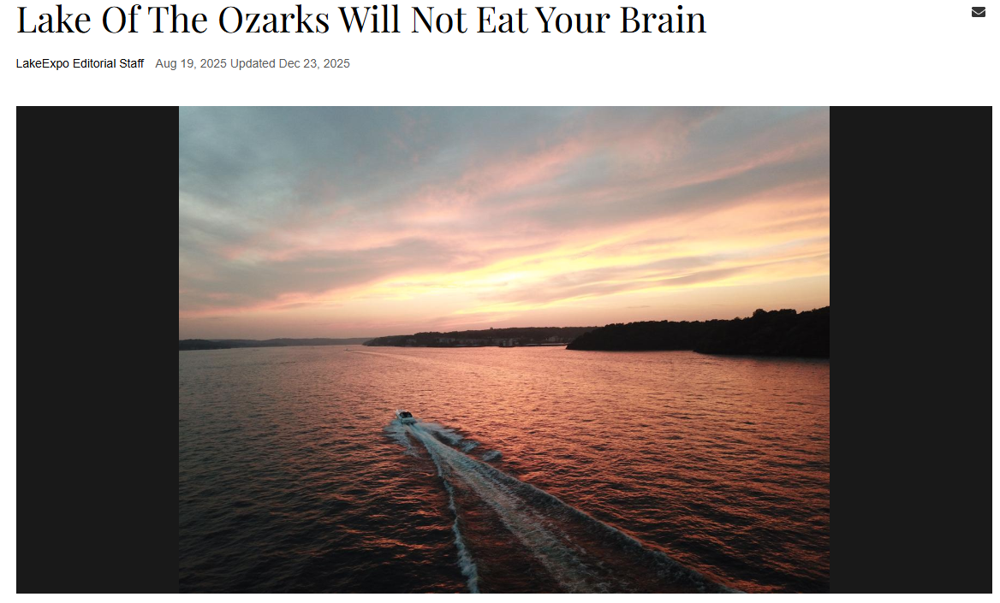 Lake Of The Ozarks Will Not Eat Your Brain
LakeExpo Editorial Staff Aug 19, 2025 Updated Dec 23, 2025